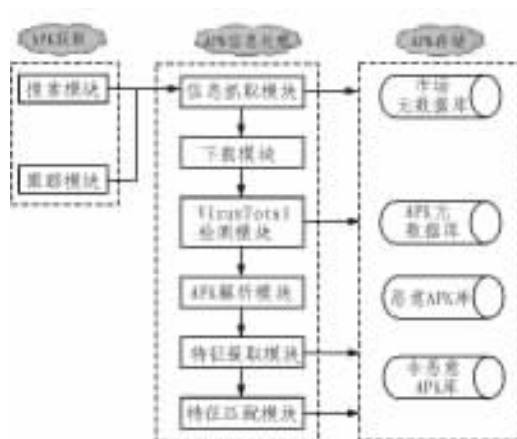 APK获取
APK信息处理
APK存储
搜索模块
跟踪模块
信息抓取模块
下载模块
VirusTotal
检测模块
APK解析模块
特征提取模块
特征匹配模块
市场
元数据库
APK元
数据库
恶意APK库
非恶意
APK库